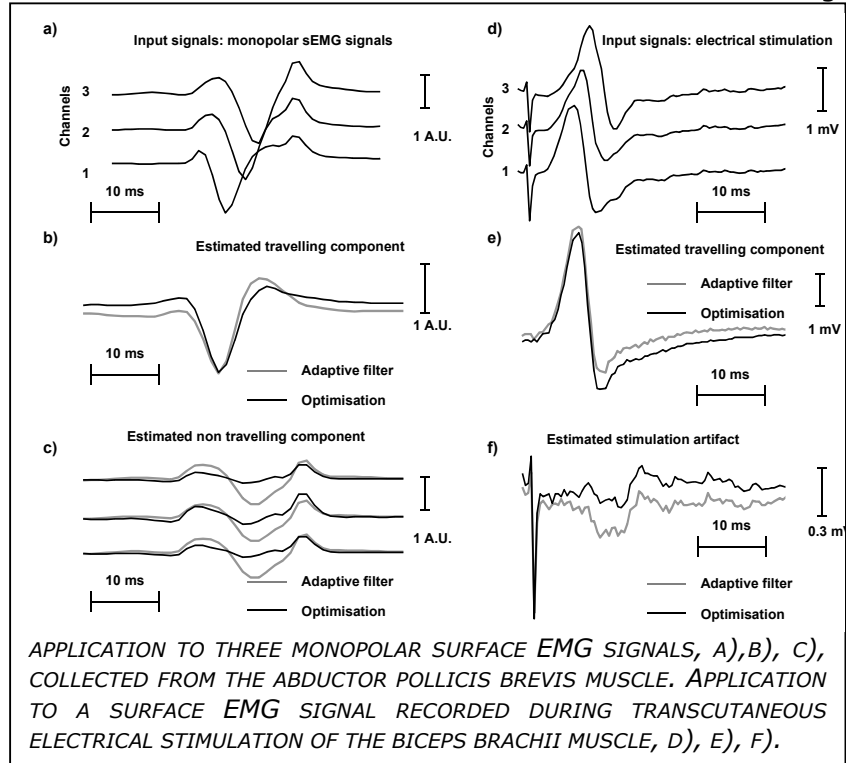 a)
Input signals: monopolar sEMG signals
Channels
3
2
1
1 A.U.
10 ms
b)
Estimated travelling component
1 A.U.
10 ms
Adaptive filter
Optimisation
c)
Estimated non travelling component
1 A.U.
10 ms
Adaptive filter
Optimisation
d)
Input signals: electrical stimulation
Channels
3
2
1
1 mV
10 ms
e)
Estimated travelling component
Adaptive filter
Optimisation
1 mV
10 ms
f)
Estimated stimulation artifact
0.3 mV
10 ms
Adaptive filter
Optimisation
APPLICATION TO THREE MONOPOLAR SURFACE EMG SIGNALS, A),B), C),
COLLECTED FROM THE ABDUCTOR POLLICIS BREVIS MUSCLE. APPLICATION
TO A SURFACE EMG SIGNAL RECORDED DURING TRANSCUTANEOUS
ELECTRICAL STIMULATION OF THE BICEPS BRACHII MUSCLE, D), E), F).